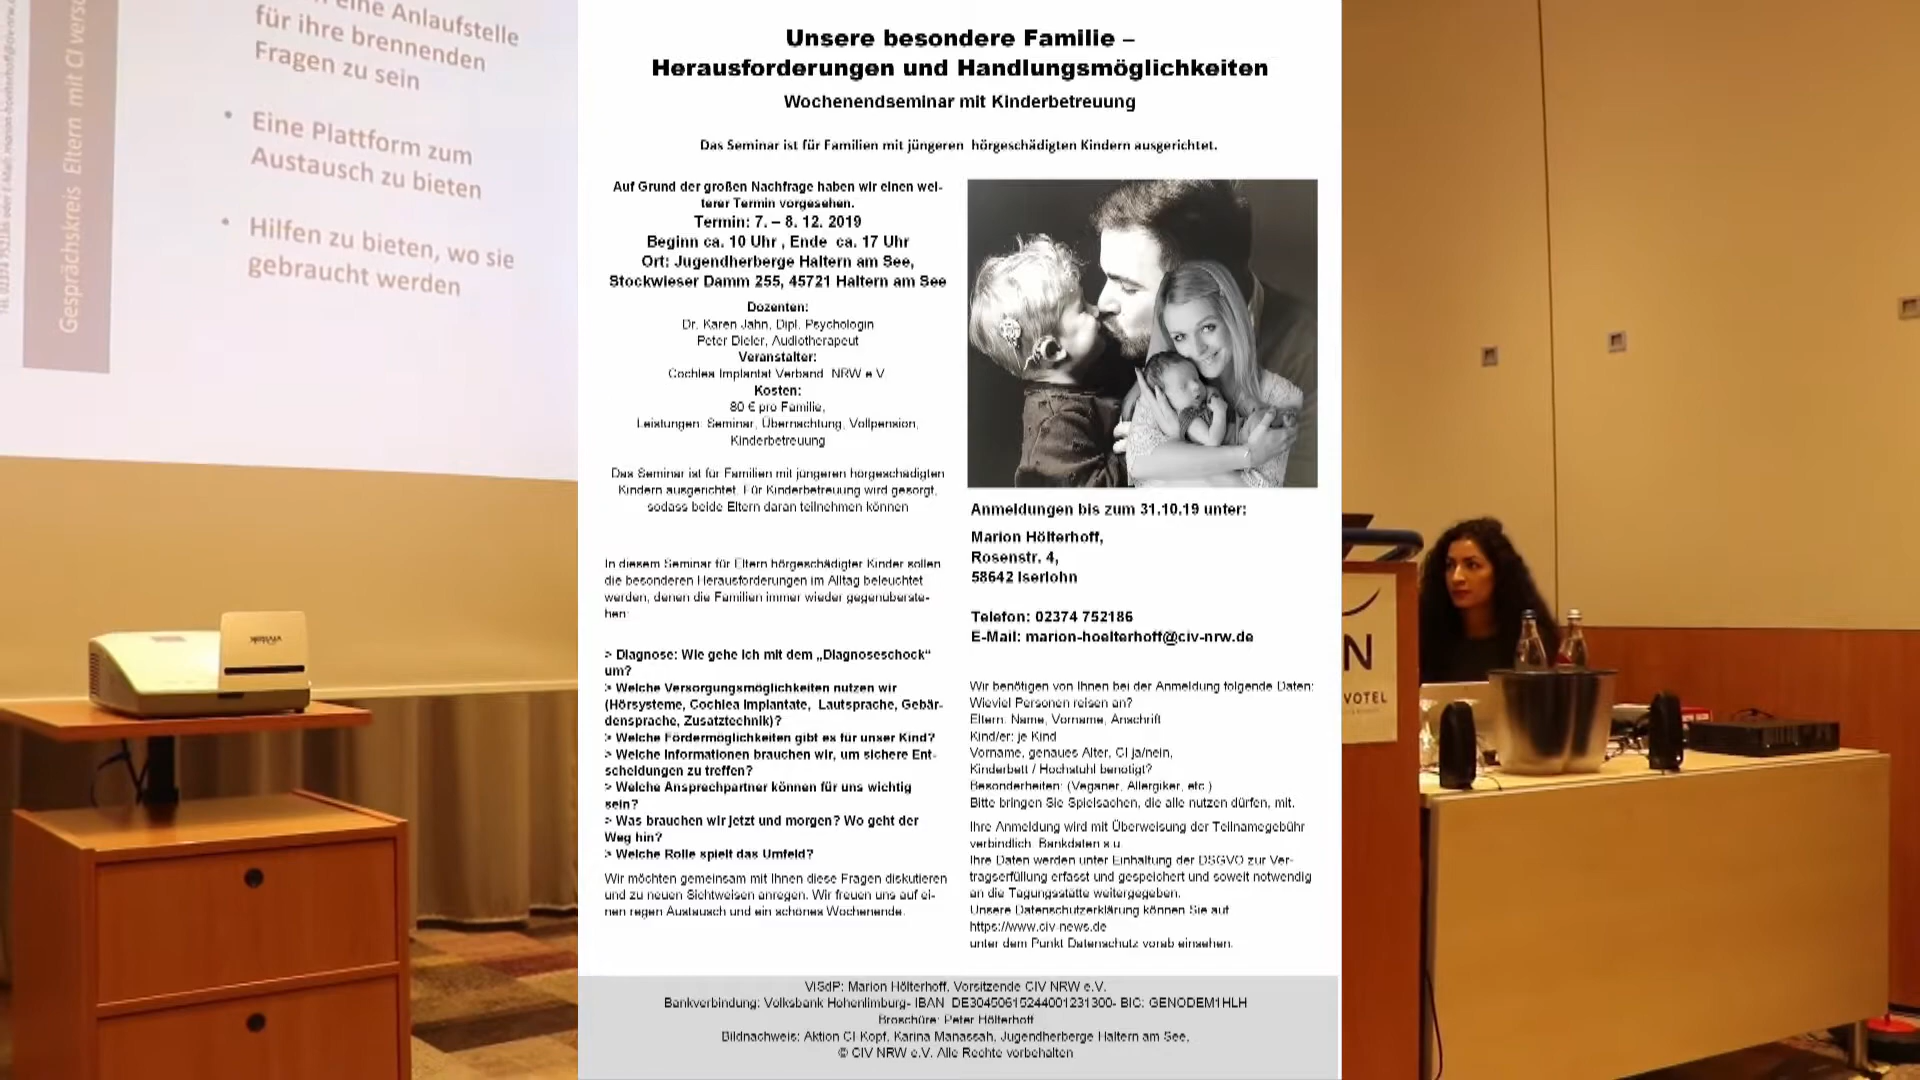 eine Anlaufstelle
für ihre brennenden
Fragen zu sein
• Eine Plattform zum
Austausch zu bieten
• Hilfen zu bieten, wo sie
gebraucht werden
Gesprächskreis Eltern mit CI
vivitek
Unsere besondere Familie –
Herausforderungen und Handlungsmöglichkeiten
Wochenendseminar mit Kinderbetreuung
Das Seminar ist für Familien mit jüngeren hörgeschädigten Kindern ausgerichtet.
Auf Grund der großen Nachfrage haben wir einen wei-
terer Termin vorgesehen.
Termin: 7. – 8. 12. 2019
Beginn ca. 10 Uhr , Ende ca. 17 Uhr
Ort: Jugendherberge Haltern am See,
Stockwieser Damm 255, 45721 Haltern am See
Dozenten:
Dr. Karen Jahn, Dipl. Psychologin
Peter Dieler, Audiotherapeut
Veranstalter:
Cochlea Implantat Verband NRW e.V
Kosten:
80 € pro Familie,
Leistungen: Seminar, Übernachtung, Vollpension,
Kinderbetreuung
Das Seminar ist für Familien mit jüngeren hörgeschädigten
Kindern ausgerichtet. Für Kinderbetreuung wird gesorgt,
sodass beide Eltern daran teilnehmen können
In diesem Seminar für Eltern hörgeschädigter Kinder sollen
die besonderen Herausforderungen im Alltag beleuchtet
werden, denen die Familien immer wieder gegenüberste-
hen:
> Diagnose: Wie gehe ich mit dem „Diagnoseschock“
um?
> Welche Versorgungsmöglichkeiten nutzen wir
(Hörsysteme, Cochlea Implantate, Lautsprache, Gebär-
densprache, Zusatztechnik)?
> Welche Fördermöglichkeiten gibt es für unser Kind?
> Welche Informationen brauchen wir, um sichere Ent-
scheidungen zu treffen?
> Welche Ansprechpartner können für uns wichtig
sein?
> Was brauchen wir jetzt und morgen? Wo geht der
Weg hin?
> Welche Rolle spielt das Umfeld?
Wir möchten gemeinsam mit Ihnen diese Fragen diskutieren
und zu neuen Sichtweisen anregen. Wir freuen uns auf ei-
nen regen Austausch und ein schönes Wochenende.
Anmeldungen bis zum 31.10.19 unter:
Marion Hölterhoff,
Rosenstr. 4,
58642 Iserlohn
Telefon: 02374 752186
E-Mail: marion-hoelterhoff@civ-nrw.de
Wir benötigen von Ihnen bei der Anmeldung folgende Daten:
Wieviel Personen reisen an?
Eltern: Name, Vorname, Anschrift
Kind/er: je Kind
Vorname, genaues Alter, CI ja/nein,
Kinderbett / Hochstuhl benötigt?
Besonderheiten: (Veganer, Allergiker, etc.)
Bitte bringen Sie Spielsachen, die alle nutzen dürfen, mit.
Ihre Anmeldung wird mit Überweisung der Teilnamegebühr
verbindlich. Bankdaten s.u.
Ihre Daten werden unter Einhaltung der DSGVO zur Ver-
tragserfüllung erfasst und gespeichert und soweit notwendig
an die Tagungsstätte weitergegeben.
Unsere Datenschutzerklärung können Sie auf
https://www.civ-news.de
unter dem Punkt Datenschutz vorab einsehen.
ViSdP: Marion Hölterhoff, Vorsitzende CIV NRW e.V.
Bankverbindung: Volksbank Hohenlimburg- IBAN DE30450615244001231300- BIC: GENODEM1HLH
Broschüre: Peter Hölterhoff
Bildnachweis: Aktion CI Kopf, Karina Manassah, Jugendherberge Haltern am See,
© CIV NRW e.V. Alle Rechte vorbehalten
N
VOTEL